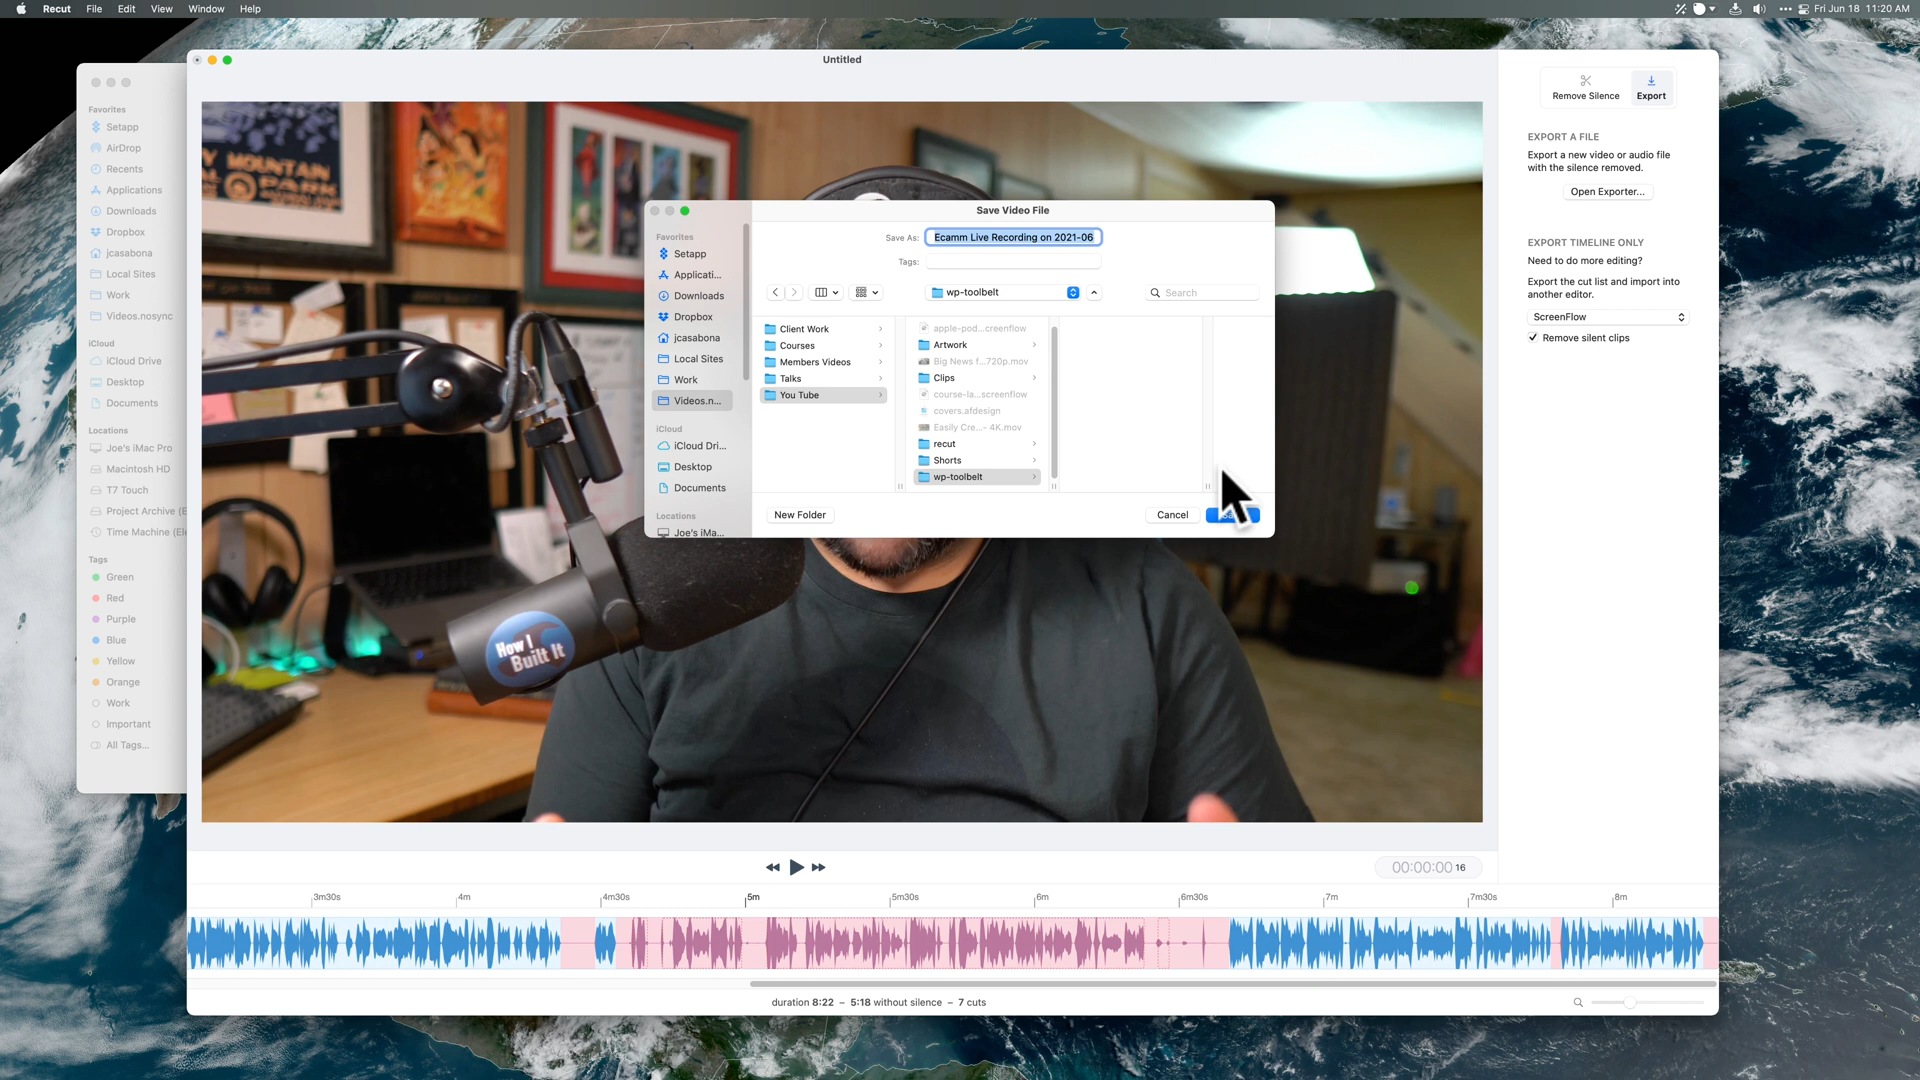 Recut File Edit View Window Help
Fri Jun 18 11:20 AM
Untitled
Favorites
Setapp
AirDrop
Recents
Applications
Downloads
Dropbox
jcasabona
Local Sites
Work
Videos.nosync
iCloud
iCloud Drive
Desktop
Documents
Locations
Joe's iMac Pro
Macintosh HD
T7 Touch
Project Archive (E
Time Machine (Ele
Tags
Green
Red
Purple
Blue
Yellow
Orange
Work
Important
All Tags...
Y MOUNTAIN
PARK
Save Video File
Save As: Ecamm Live Recording on 2021-06
Tags:
wp-toolbelt
Search
Favorites
Setapp
Applicati...
Downloads
Dropbox
jcasabona
Local Sites
Work
Videos.n...
iCloud
iCloud Dri...
Desktop
Documents
Locations
Joe's iMa...
Client Work
Courses
Members Videos
Talks
You Tube
apple-pod...creenflow
Artwork
Big News f...720p.mov
Clips
course-la...screenflow
covers.afdesign
Easily Cre...- 4K.mov
recut
Shorts
wp-toolbelt
New Folder
Cancel
How I
Built It
Remove Silence
Export
EXPORT A FILE
Export a new video or audio file
with the silence removed.
Open Exporter...
EXPORT TIMELINE ONLY
Need to do more editing?
Export the cut list and import into
another editor.
ScreenFlow
Remove silent clips
00:00:00 16
3m30s 4m 4m30s 5m 5m30s 6m 6m30s 7m 7m30s 8m
duration 8:22 – 5:18 without silence – 7 cuts